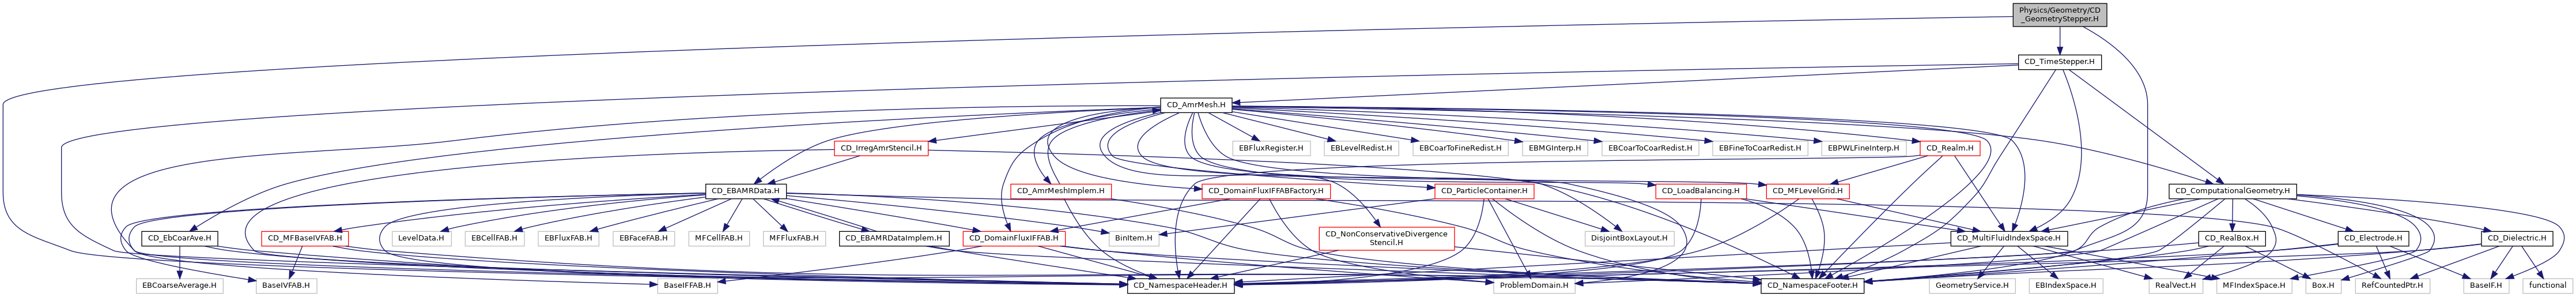 Physics/Geometry/CD
_GeometryStepper.H
CD_TimeStepper.H
CD_AmrMesh.H
CD_IrregAmrStencil.H
EBFluxRegister.H
EBLevelRedist.H
EBCoarToFineRedist.H
EBMGInterp.H
EBCoarToCoarRedist.H
EBFineToCoarRedist.H
EBPWLFineInterp.H
CD_Realm.H
CD_EBAMRData.H
CD_AmrMeshImplem.H
CD_DomainFluxIFFABFactory.H
CD_ParticleContainer.H
CD_LoadBalancing.H
CD_MFLevelGrid.H
CD_ComputationalGeometry.H
CD_EbCoarAve.H
CD_MFBaseIVFAB.H
LevelData.H
EBCellFAB.H
EBFluxFAB.H
EBFaceFAB.H
MFCellFAB.H
MFFluxFAB.H
CD_EBAMRDataImplem.H
CD_DomainFluxIFFAB.H
BinItem.H
CD_NonConservativeDivergence
Stencil.H
DisjointBoxLayout.H
CD_MultiFluidIndexSpace.H
CD_RealBox.H
CD_Electrode.H
CD_Dielectric.H
EBCoarseAverage.H
BaseIVFAB.H
BaseIFFAB.H
CD_NamespaceHeader.H
ProblemDomain.H
CD_NamespaceFooter.H
GeometryService.H
EBIndexSpace.H
RealVect.H
MFIndexSpace.H
Box.H
RefCountedPtr.H
BaseIF.H
functional